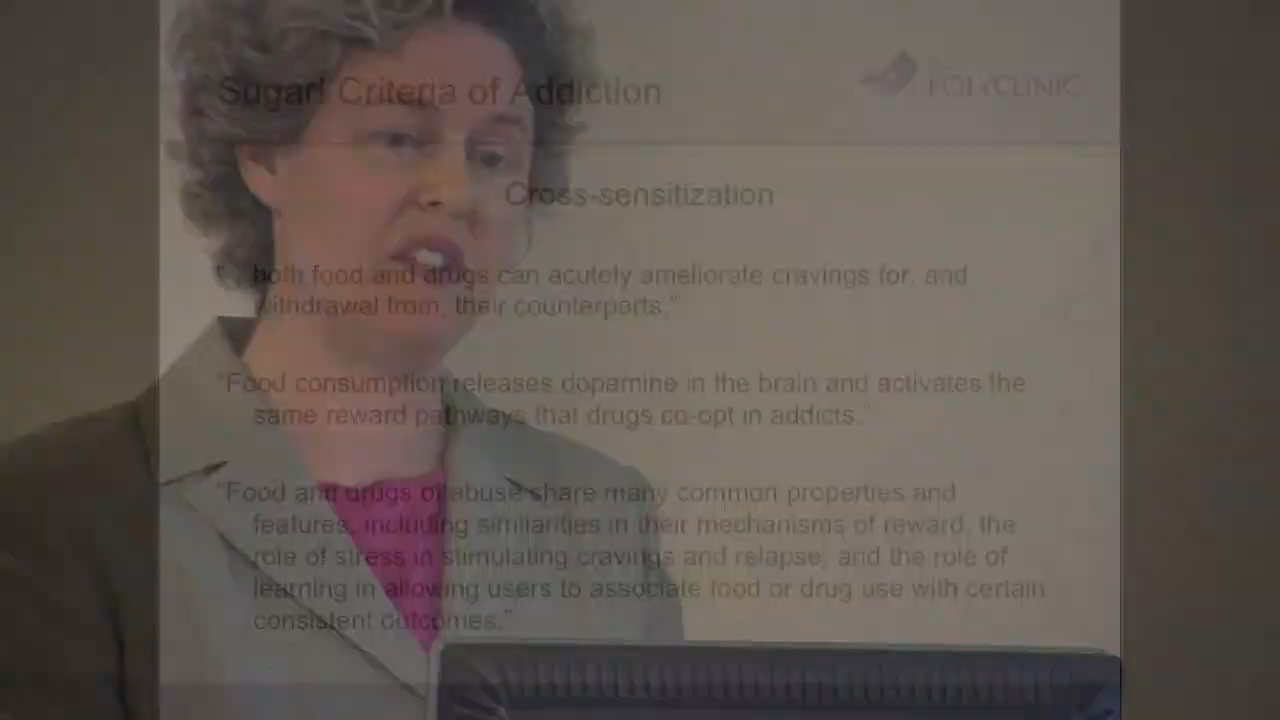 Sugar! Criteria of Addiction
POLYCLINIC
Cross-sensitization
both food and drugs can acutely ameliorate cravings for, and
withdrawal from, their counterparts."
"Food consumption releases dopamine in the brain and activates the
same reward pathways that drugs co-opt in addicts."
"Food and drugs of abuse share many common properties and
features, including similarities in their mechanisms of reward, the
role of stress in stimulating cravings and relapse, and the role of
learning in allowing users to associate food or drug use with certain
consistent outcomes."